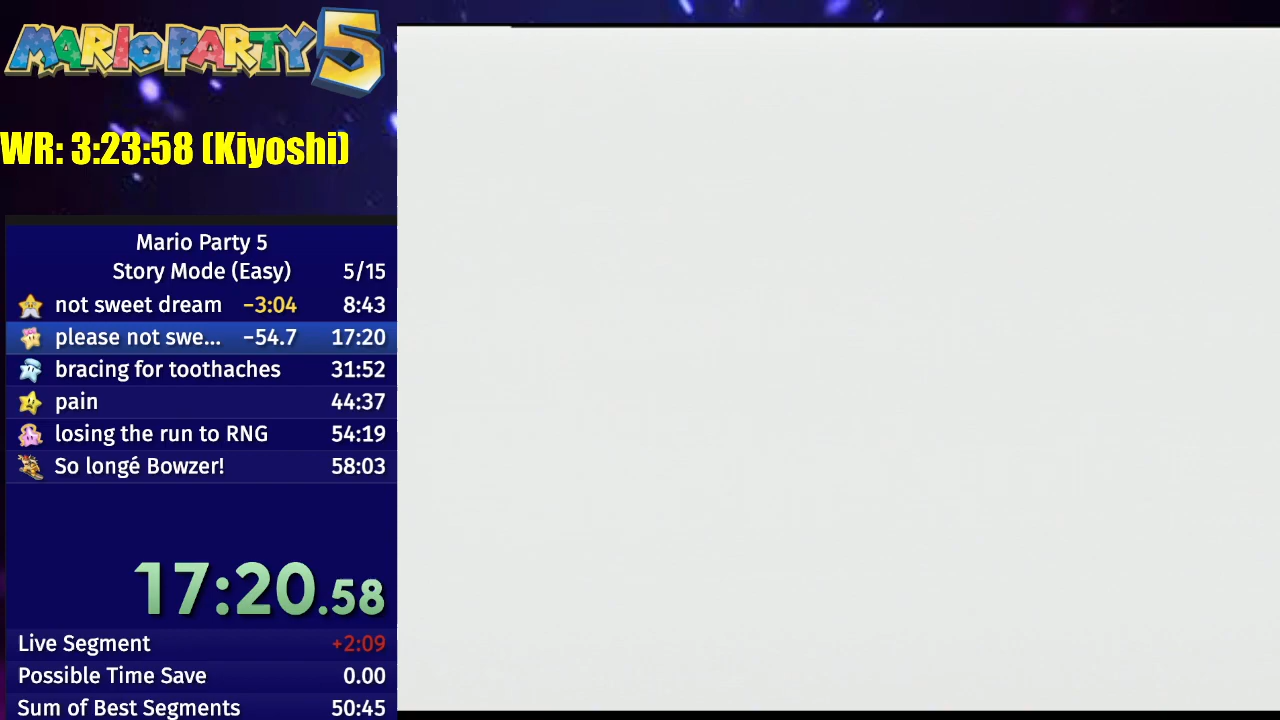 MARIO PARTY 5
WR: 3:23:58 (Kiyoshi)
Mario Party 5
Story Mode (Easy) 5/15
not sweet dream −3:04 8:43
please not swe... −54.7 17:20
bracing for toothaches 31:52
pain 44:37
losing the run to RNG 54:19
So longé Bowzer! 58:03
17:20.58
Live Segment +2:09
Possible Time Save 0.00
Sum of Best Segments 50:45